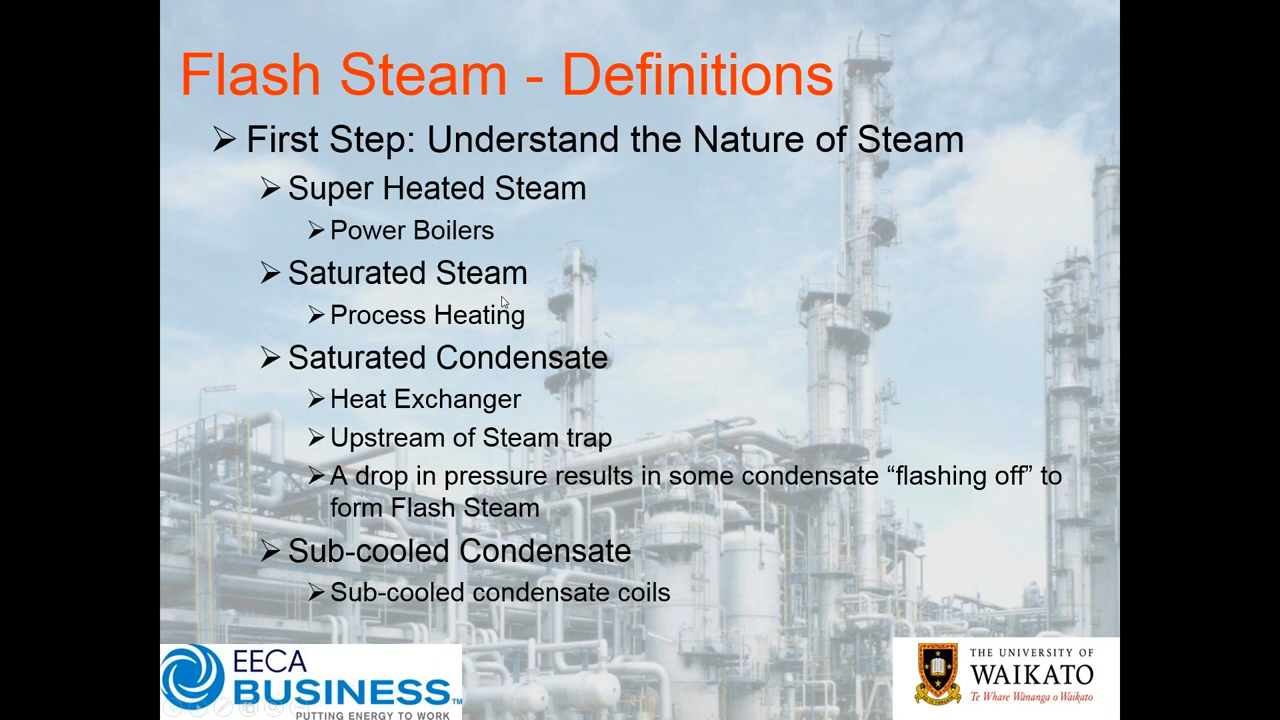 Flash Steam - Definitions
First Step: Understand the Nature of Steam
Super Heated Steam
Power Boilers
Saturated Steam
Process Heating
Saturated Condensate
Heat Exchanger
Upstream of Steam trap
A drop in pressure results in some condensate “flashing off” to
form Flash Steam
Sub-cooled Condensate
Sub-cooled condensate coils
EECA
BUSINESS™
PUTTING ENERGY TO WORK
THE UNIVERSITY OF
WAIKATO
Te Whare Wānanga o Waikato